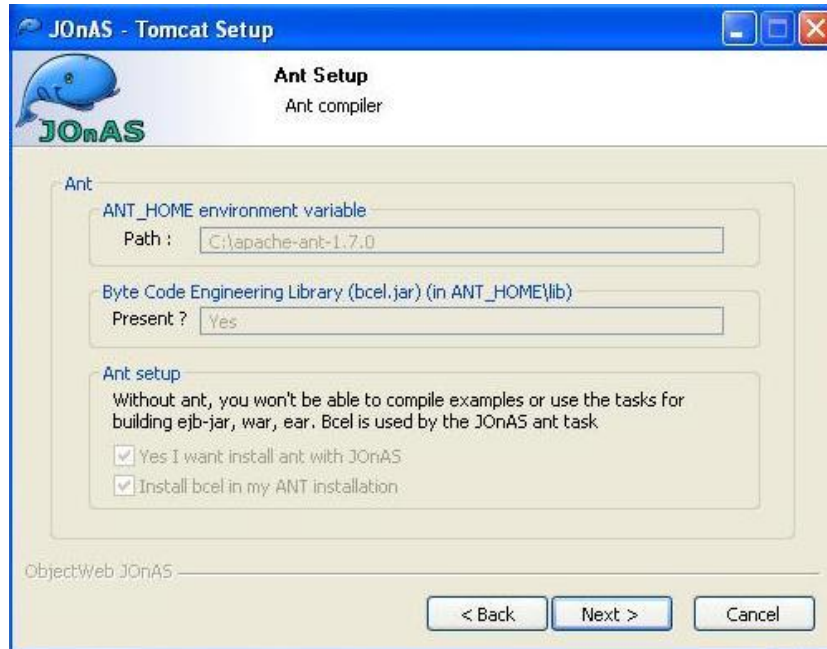 JOnAS - Tomcat Setup
JOnAS
Ant Setup
Ant compiler
Ant
ANT_HOME environment variable
Path : C:\apache-ant-1.7.0
Byte Code Engineering Library (bcel.jar) (in ANT_HOME\lib)
Present ? Yes
Ant setup
Without ant, you won't be able to compile examples or use the tasks for
building ejb-jar, war, ear. Bcel is used by the JOnAS ant task
Yes I want install ant with JOnAS
Install bcel in my ANT installation
ObjectWeb JOnAS
< Back Next > Cancel